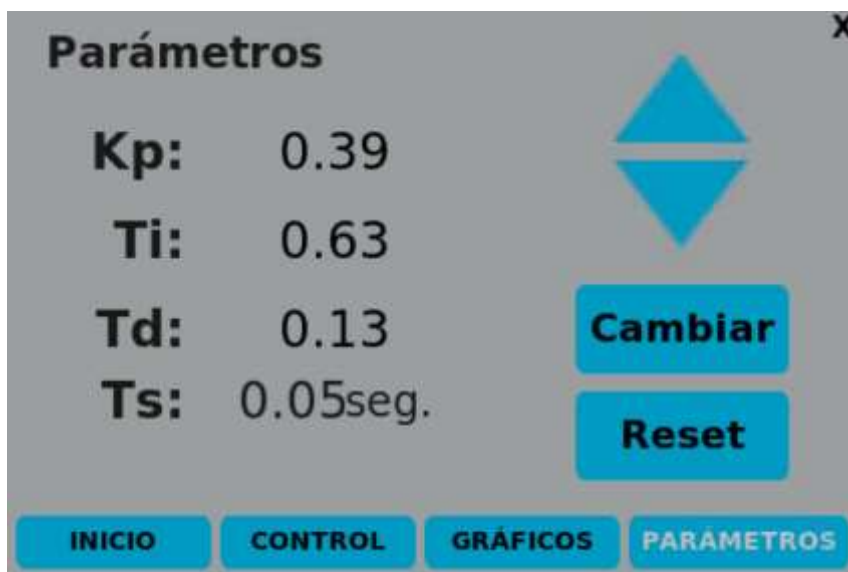 X
Parámetros
Kp: 0.39
Ti: 0.63
Td: 0.13
Ts: 0.05seg.
Cambiar
Reset
INICIO CONTROL GRÁFICOS PARÁMETROS